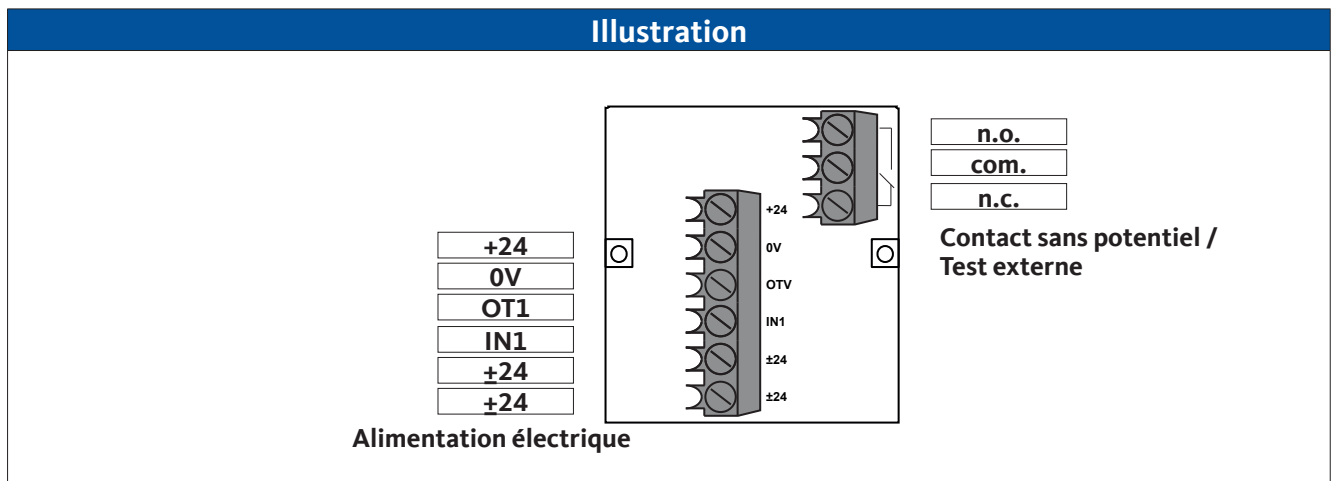 Illustration
n.o.
com.
n.c.
Contact sans potentiel /
Test externe
+24
0V
OTV
IN1
±24
±24
+24
0V
OT1
IN1
±24
±24
Alimentation électrique